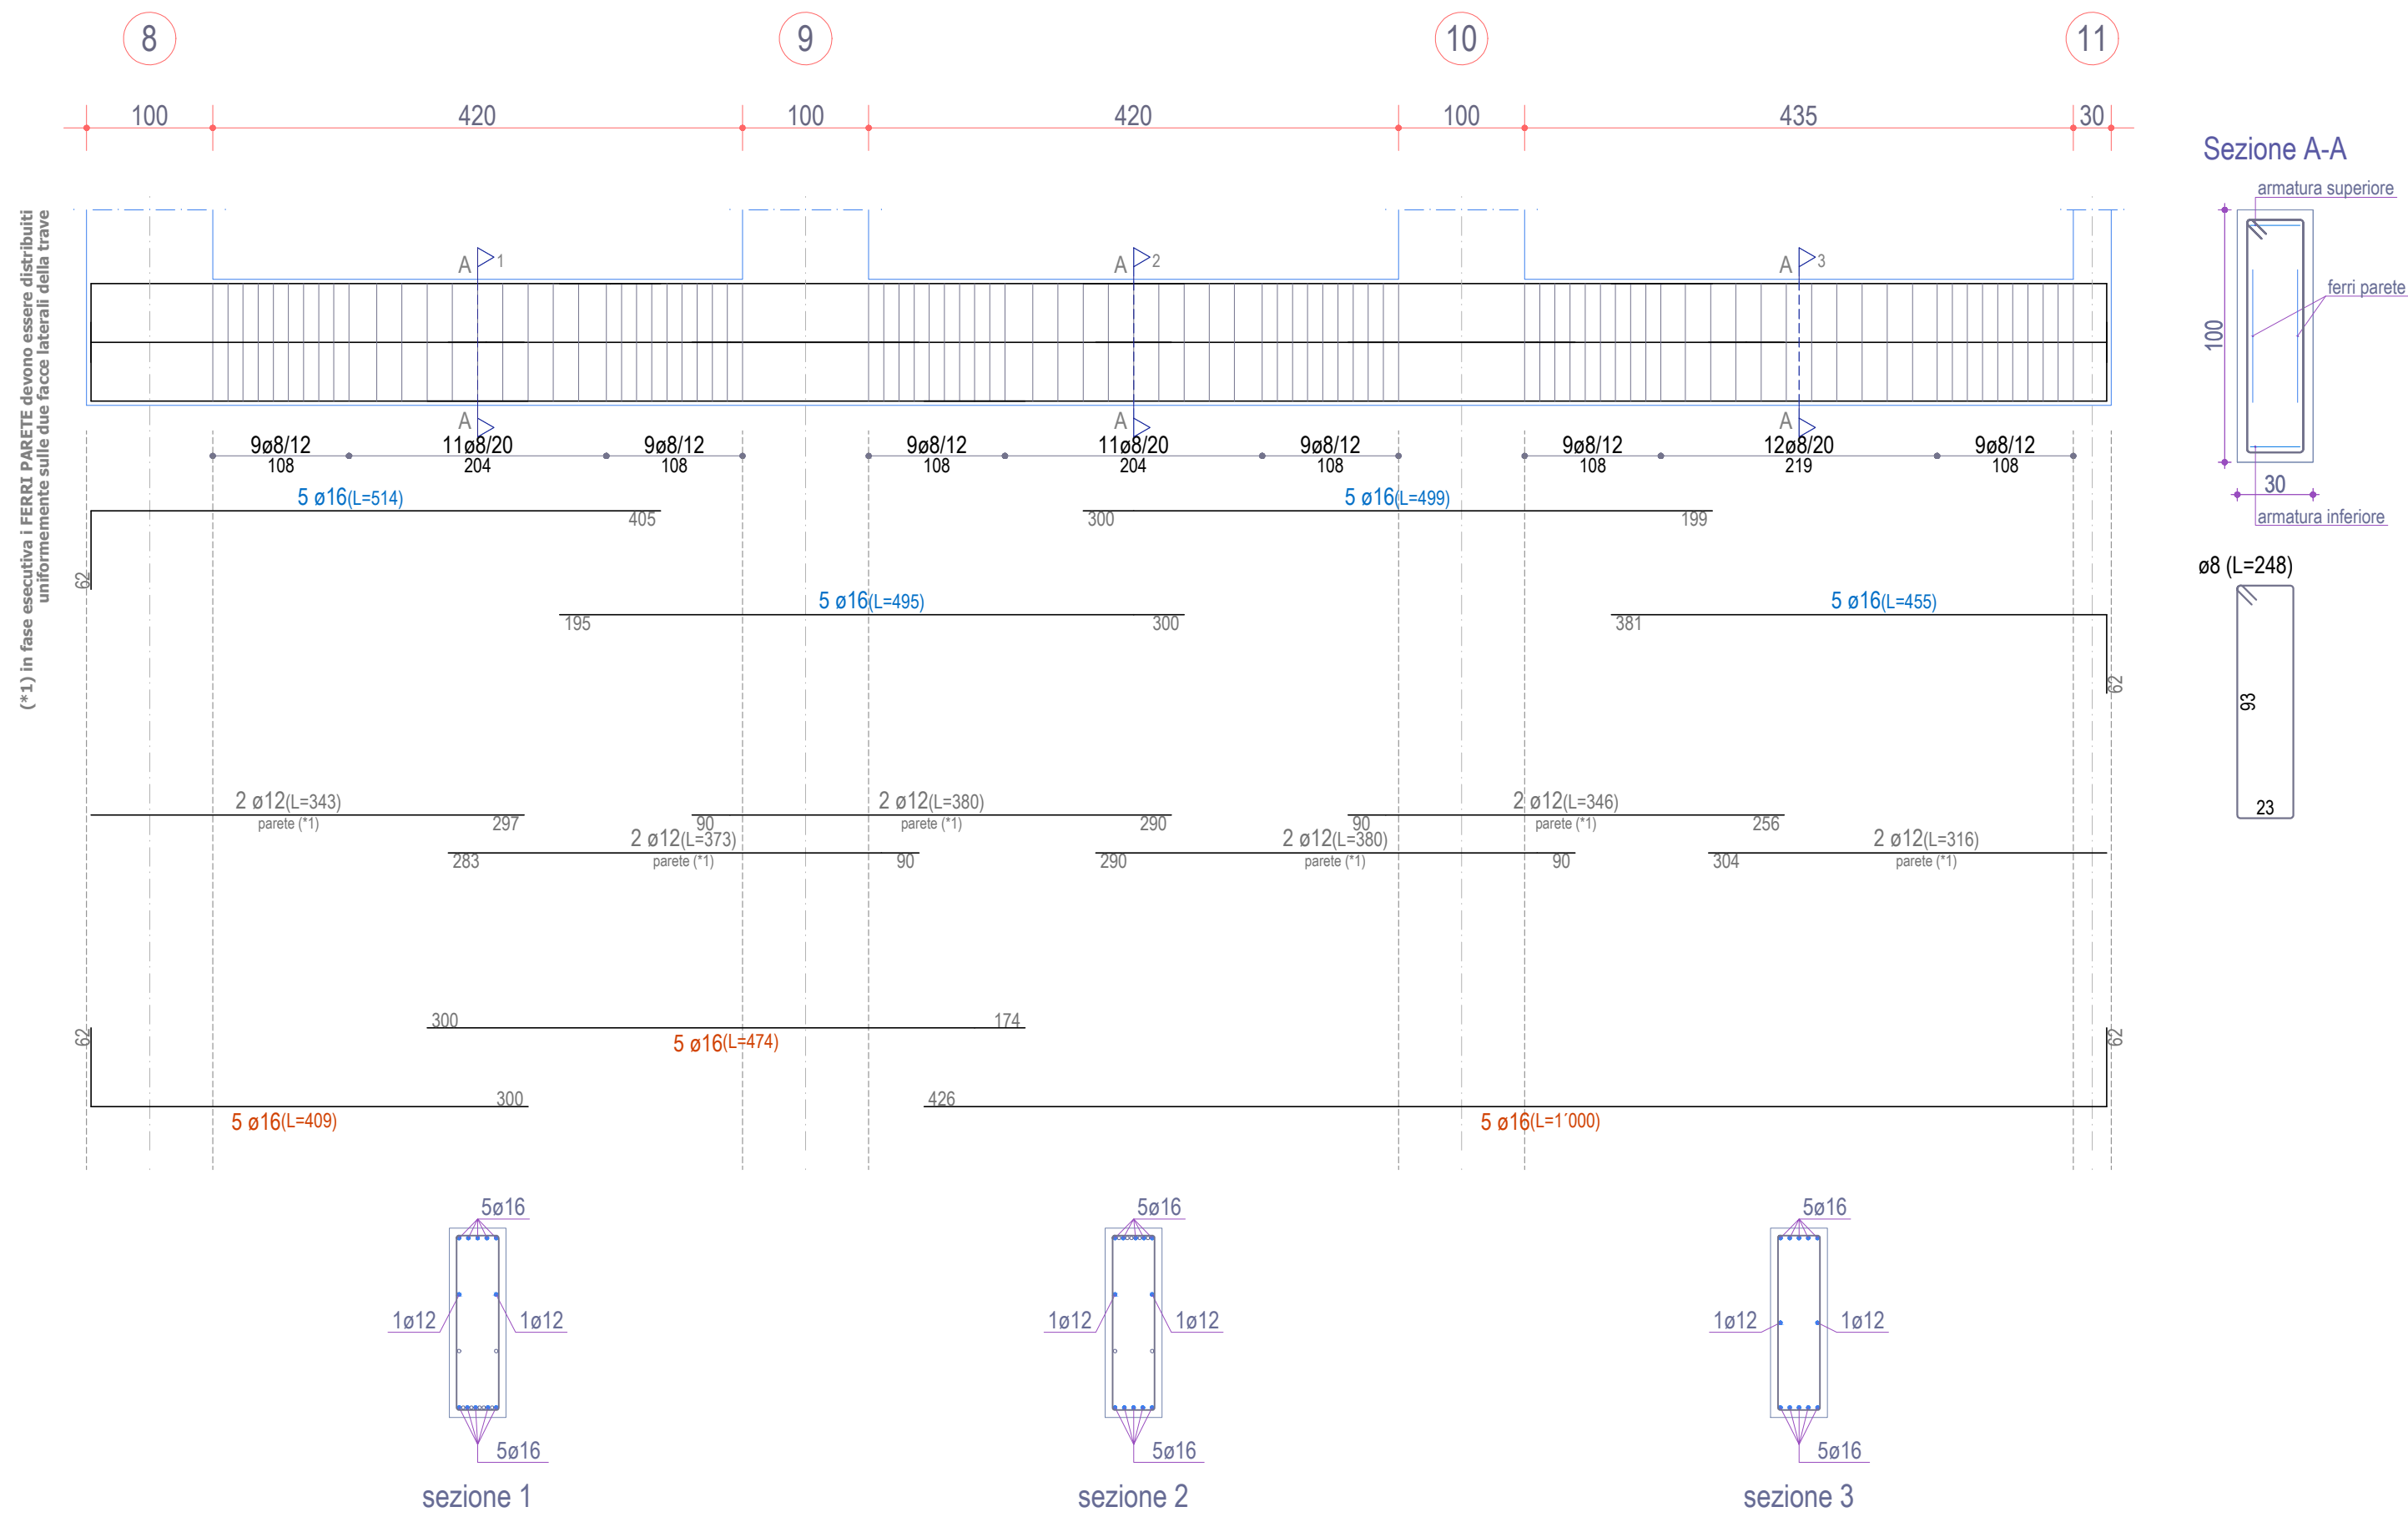 8 9 10 11
100 420 100 420 100 435 30
Sezione A-A
armatura superiore
ferri parete
100
30
armatura inferiore
ø8 (L=248)
93
23
(*1) in fase esecutiva i FERRI PARETE devono essere distribuiti
uniformemente sulle due facce laterali della trave
A 1 A 2 A 3
A A A
9ø8/12 11ø8/20 9ø8/12 9ø8/12 11ø8/20 9ø8/12 9ø8/12 12ø8/20 9ø8/12
108 204 108 108 204 108 108 219 108
5 ø16(L=514) 5 ø16(L=499)
405 300 199
62
5 ø16(L=495) 5 ø16(L=455)
195 300 381
62
2 ø12(L=343) 2 ø12(L=380) 2 ø12(L=346)
parete (*1) 297 90 parete (*1) 290 90 parete (*1) 256
2 ø12(L=373) 2 ø12(L=380) 2 ø12(L=316)
283 parete (*1) 90 290 parete (*1) 90 304 parete (*1)
300 174
62 62
5 ø16(L=474)
300 426
5 ø16(L=409) 5 ø16(L=1´000)
5ø16 5ø16 5ø16
1ø12 1ø12 1ø12 1ø12 1ø12 1ø12
5ø16 5ø16 5ø16
sezione 1 sezione 2 sezione 3